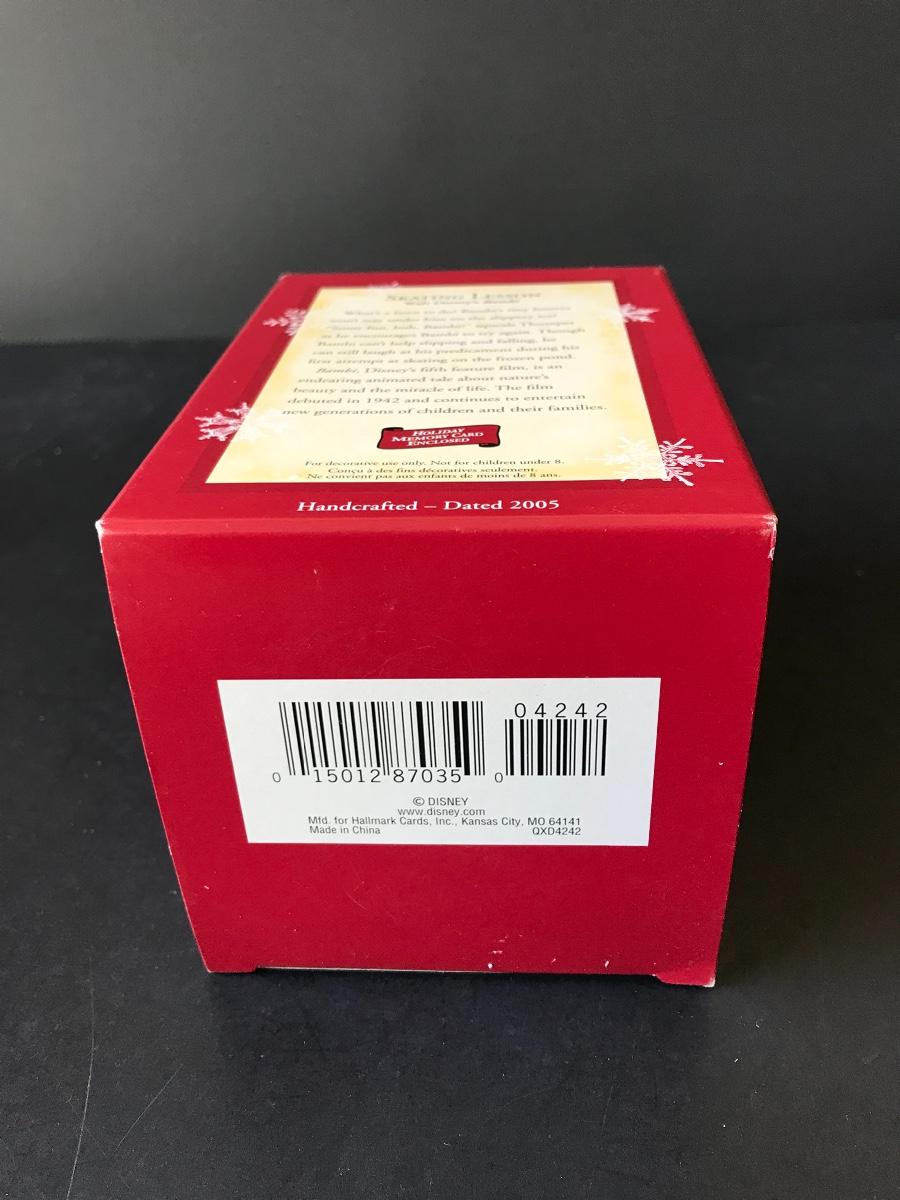 Skating Lesson
With Disney's Bambi
What's a fawn to do? Bambi's tiny hooves
won't stay under him on the slippery ice!
"Some fun, huh, Bambi?" squeals Thumper
as he encourages Bambi to try again. Though
Bambi can't help slipping and falling, he
can still laugh at his predicament during his
first attempt at skating on the frozen pond.
Bambi, Disney's fifth feature film, is an
endearing animated tale about nature's
beauty and the miracle of life. The film
debuted in 1942 and continues to entertain
new generations of children and their families.
Holiday
Memory Card
Enclosed
For decorative use only. Not for children under 8.
Conçu à des fins décoratives seulement.
Ne convient pas aux enfants de moins de 8 ans.
Handcrafted – Dated 2005
04242
0 15012 87035 0
© DISNEY
www.disney.com
Mfd. for Hallmark Cards, Inc., Kansas City, MO 64141
Made in China QXD4242